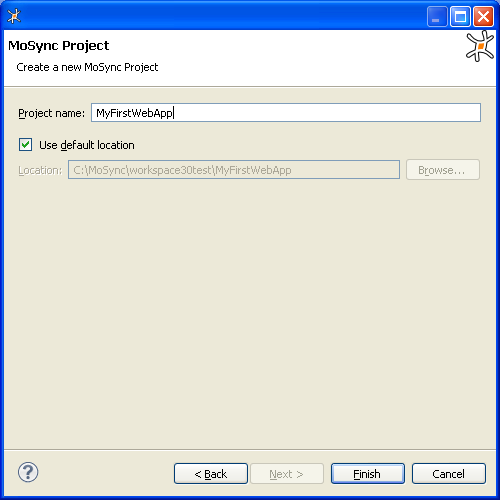 MoSync Project
Create a new MoSync Project
Project name: MyFirstWebApp
Use default location
Location: C:\MoSync\workspace30test\MyFirstWebApp Browse...
? < Back Next > Finish Cancel